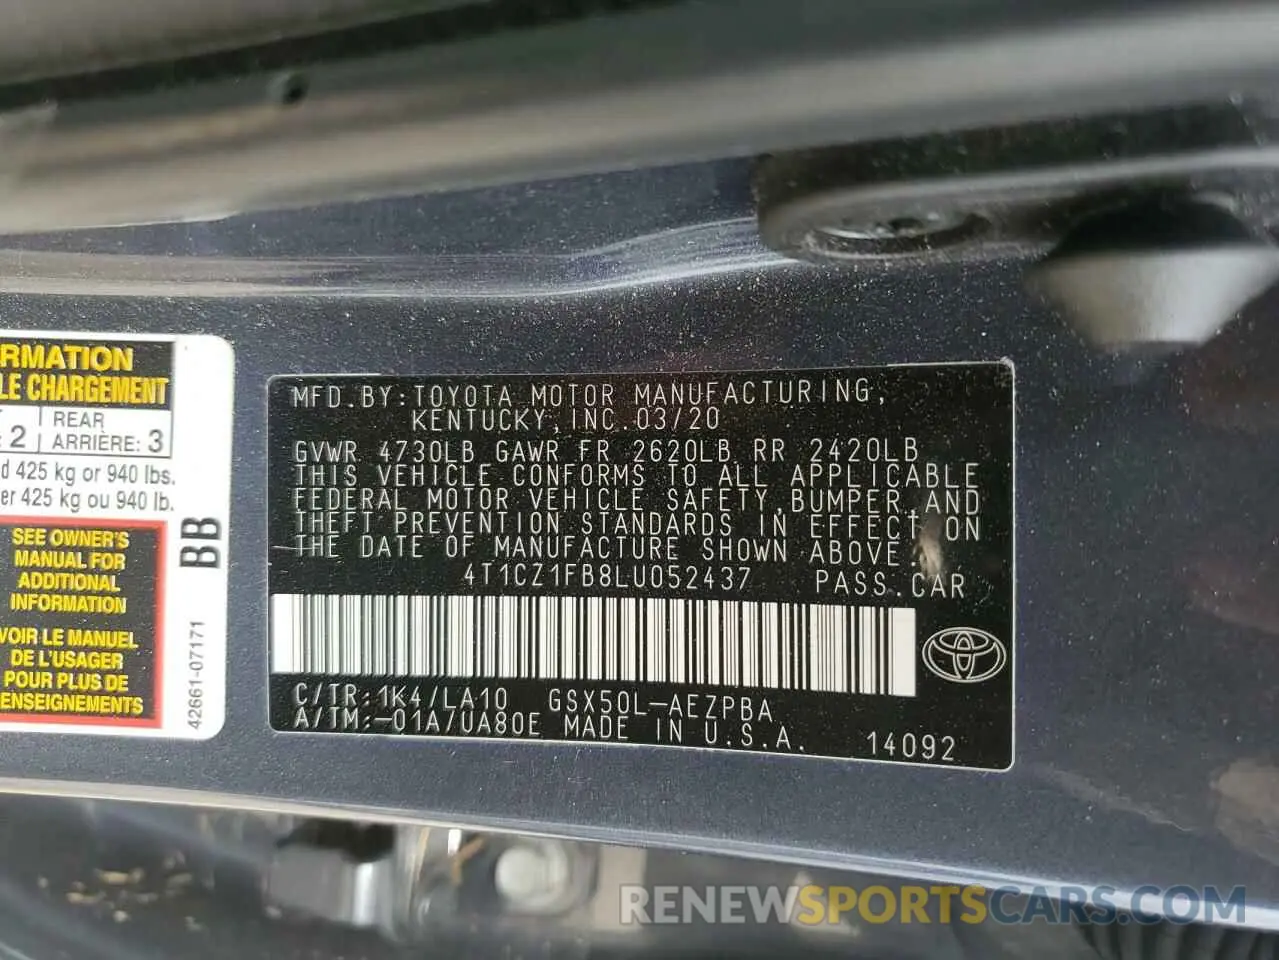 RMATION
LE CHARGEMENT
2 REAR
ARRIÈRE: 3
425 kg or 940 lbs.
er 425 kg ou 940 lb.
SEE OWNER'S
MANUAL FOR
ADDITIONAL
INFORMATION
VOIR LE MANUEL
DE L'USAGER
POUR PLUS DE
ENSEIGNEMENTS
BB
42661-07171
MFD.BY:TOYOTA MOTOR MANUFACTURING,
KENTUCKY,INC.03/20
GVWR 4730LB GAWR FR 2620LB RR 2420LB
THIS VEHICLE CONFORMS TO ALL APPLICABLE
FEDERAL MOTOR VEHICLE SAFETY,BUMPER,AND
THEFT PREVENTION STANDARDS IN EFFECT ON
THE DATE OF MANUFACTURE SHOWN ABOVE.
4T1CZ1FB8LU052437 PASS.CAR
C/TR:1K4/LA10 GSX50L-AEZPBA
A/TM:-01A/UA80E MADE IN U.S.A. 14092
RENEWSPORTSCARS.COM